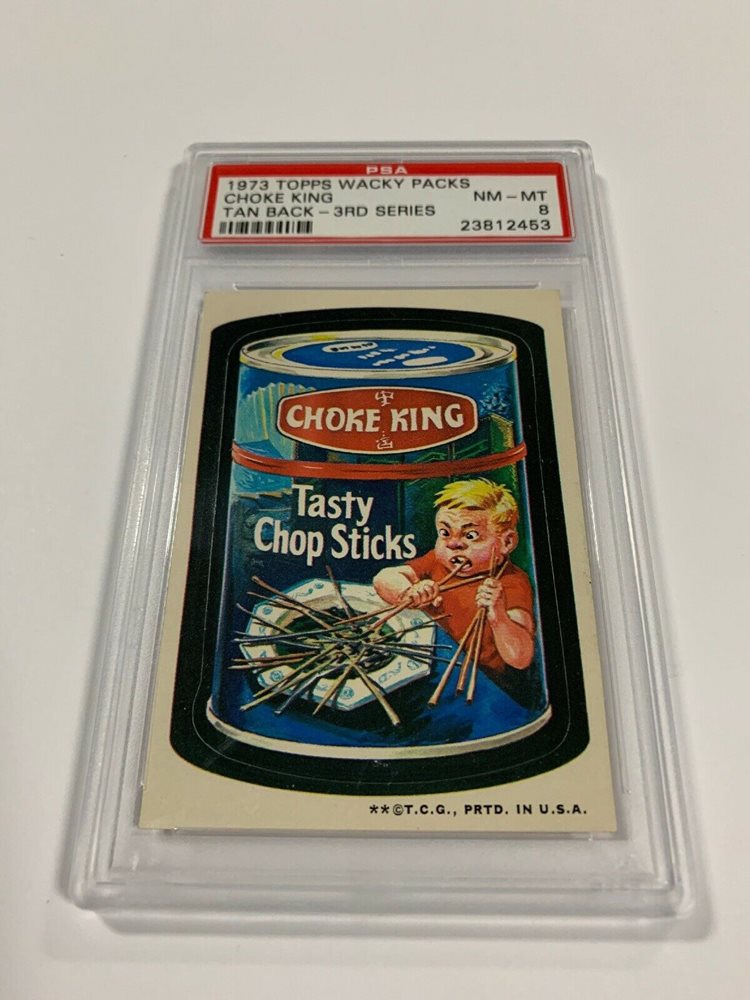 PSA
1973 TOPPS WACKY PACKS
CHOKE KING NM - MT
TAN BACK - 3RD SERIES 8
23812453
CHOKE KING
Tasty
Chop Sticks
**©T.C.G., PRTD. IN U.S.A.